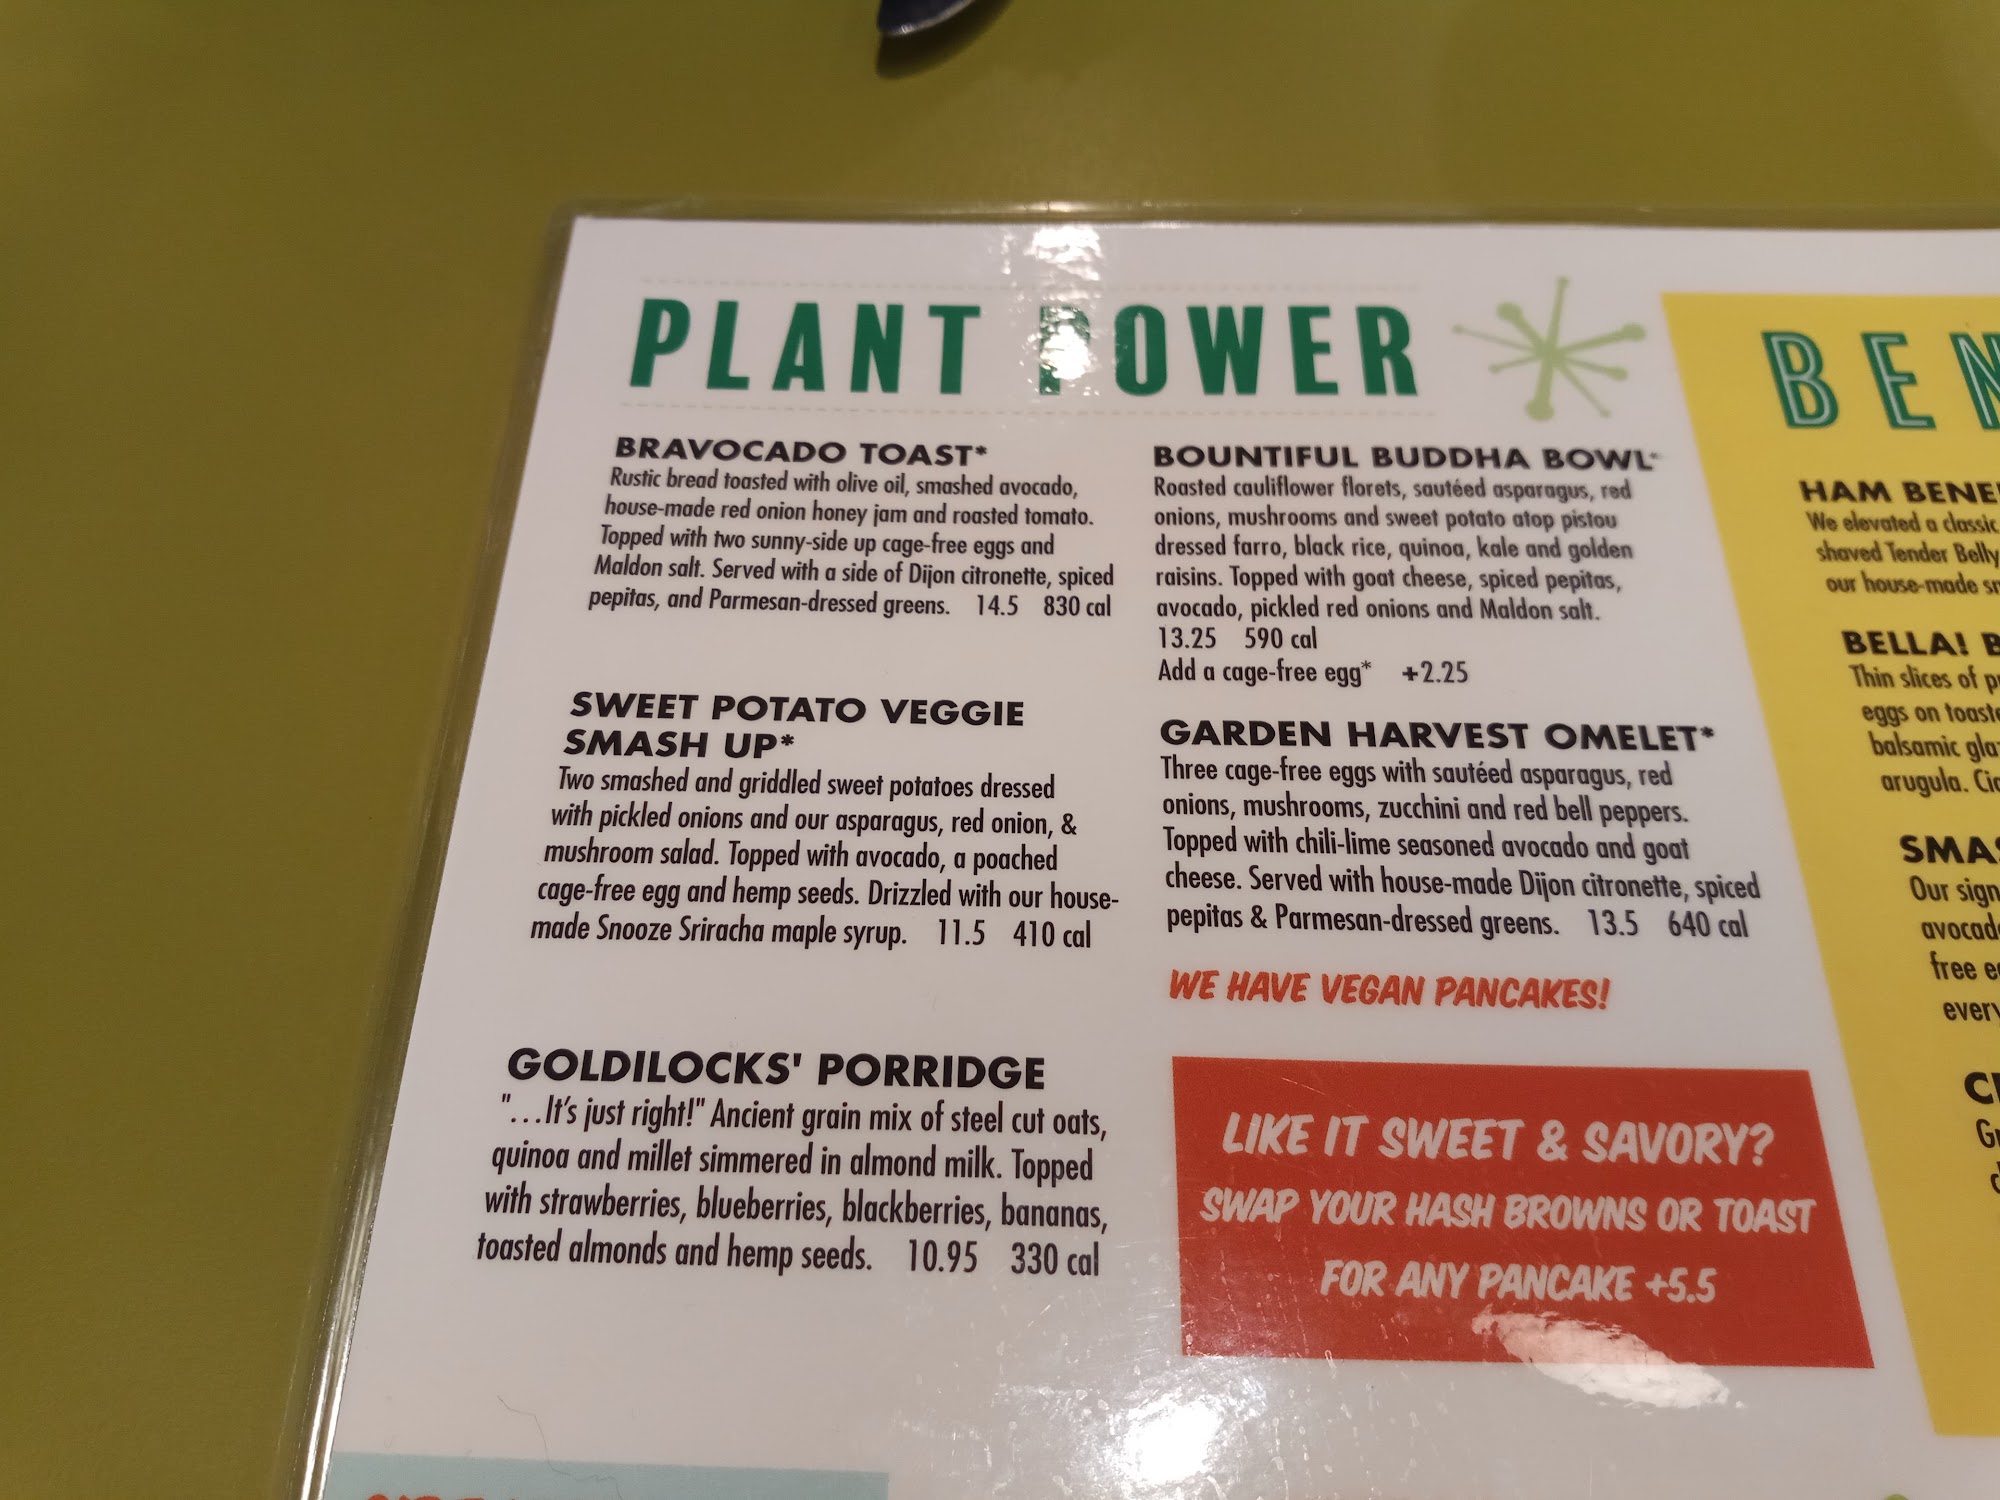 PLANT POWER
BRAVOCADO TOAST*
Rustic bread toasted with olive oil, smashed avocado,
house-made red onion honey jam and roasted tomato.
Topped with two sunny-side up cage-free eggs and
Maldon salt. Served with a side of Dijon citronette, spiced
pepitas, and Parmesan-dressed greens. 14.5 830 cal
SWEET POTATO VEGGIE
SMASH UP*
Two smashed and griddled sweet potatoes dressed
with pickled onions and our asparagus, red onion, &
mushroom salad. Topped with avocado, a poached
cage-free egg and hemp seeds. Drizzled with our house-
made Snooze Sriracha maple syrup. 11.5 410 cal
GOLDILOCKS' PORRIDGE
"...It's just right!" Ancient grain mix of steel cut oats,
quinoa and millet simmered in almond milk. Topped
with strawberries, blueberries, blackberries, bananas,
toasted almonds and hemp seeds. 10.95 330 cal
BOUNTIFUL BUDDHA BOWL*
Roasted cauliflower florets, sautéed asparagus, red
onions, mushrooms and sweet potato atop pistou
dressed farro, black rice, quinoa, kale and golden
raisins. Topped with goat cheese, spiced pepitas,
avocado, pickled red onions and Maldon salt.
13.25 590 cal
Add a cage-free egg* +2.25
GARDEN HARVEST OMELET*
Three cage-free eggs with sautéed asparagus, red
onions, mushrooms, zucchini and red bell peppers.
Topped with chili-lime seasoned avocado and goat
cheese. Served with house-made Dijon citronette, spiced
pepitas & Parmesan-dressed greens. 13.5 640 cal
WE HAVE VEGAN PANCAKES!
LIKE IT SWEET & SAVORY?
SWAP YOUR HASH BROWNS OR TOAST
FOR ANY PANCAKE +5.5
BEN
HAM BENE
We elevated a classic
shaved Tender Belly
our house-made
BELLA! B
Thin slices of
eggs on
balsamic
arugula.
SMAS
Our sign
free